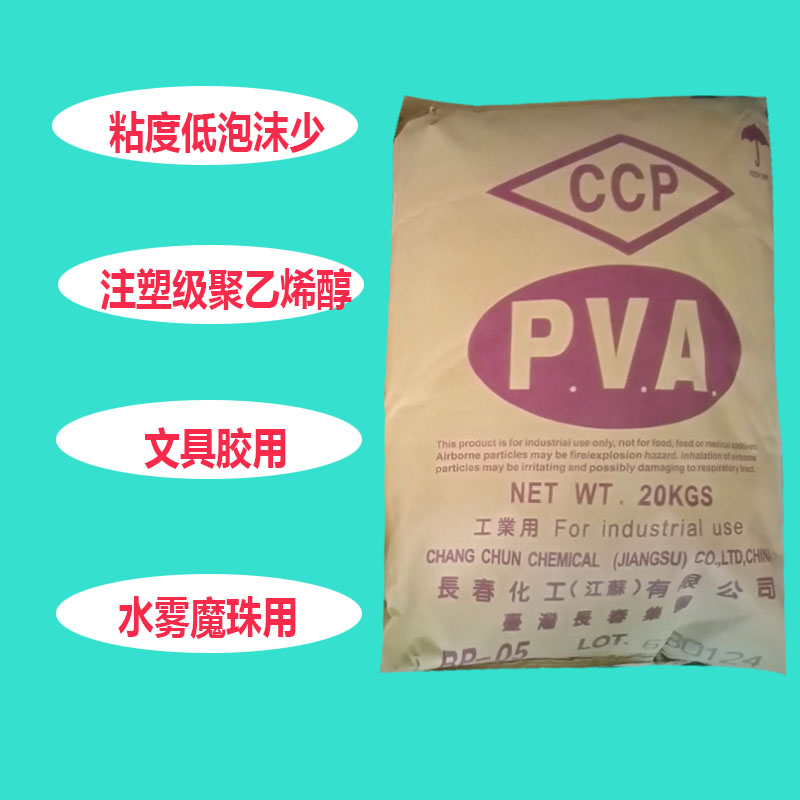 粘度低泡沫少
注塑级聚乙烯醇
文具胶用
水雾魔珠用
CCP
P.V.A.
This product is for industrial use only, not for food, feed or medical additives.
Airborne particles may be fire/explosion hazard. inhalation of airborne
particles may be irritating and possibly damaging to respiratory tract.
NET WT. 20KGS
工業用 For industrial use
CHANG CHUN CHEMICAL (JIANGSU) CO.,LTD,CHINA
長春化工(江蘇)有限公司
臺灣長春集團
BP-05 LOT. 680124